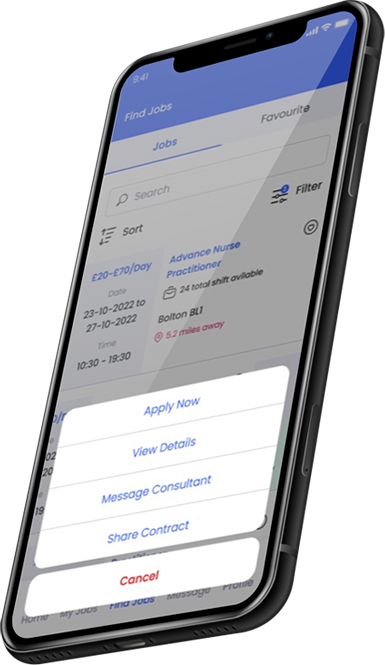 9:41
Find Jobs
Jobs
Favourite
Search
Sort
Filter
£20-£70/Day
Date
23-10-2022 to
27-10-2022
Time
10:30 - 19:30
Advance Nurse
Practitioner
24 total shift avilable
Bolton BL1
5.2 miles away
Apply Now
View Details
Message Consultant
Share Contract
Cancel
Home
My Jobs
Find Jobs
Message
Profile